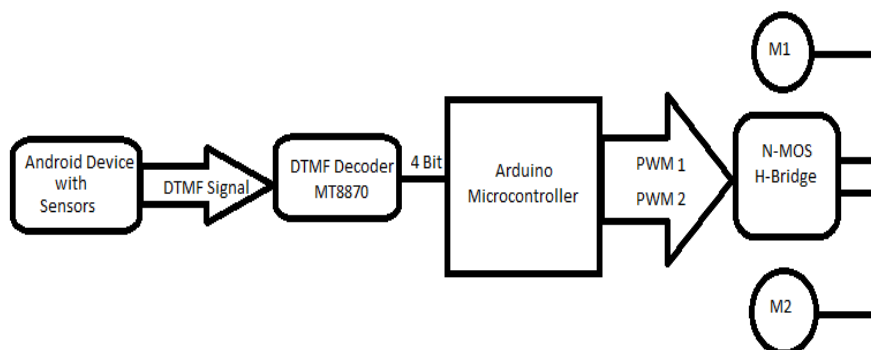 Android Device
with
Sensors
DTMF Signal
DTMF Decoder
MT8870
4 Bit
Arduino
Microcontroller
PWM 1
PWM 2
N-MOS
H-Bridge
M1
M2